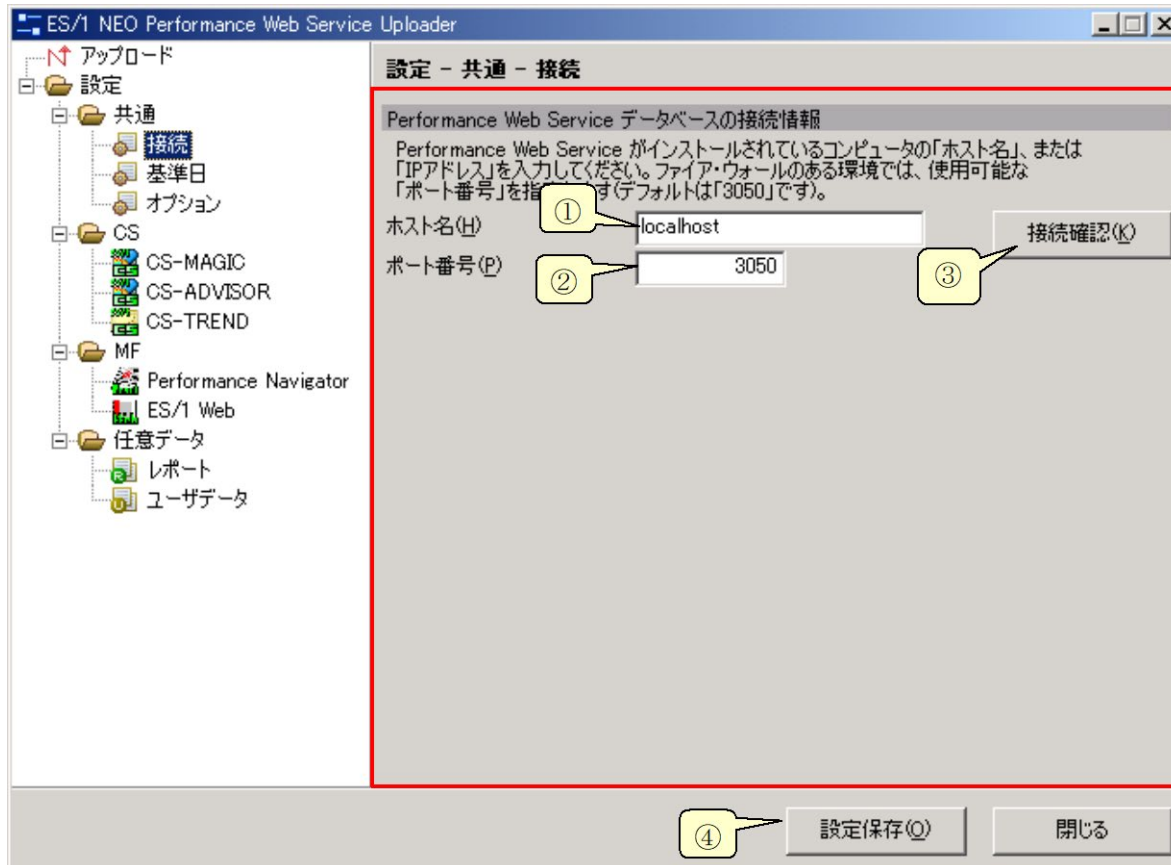 ES/1 NEO Performance Web Service Uploader
アップロード
設定
共通
接続
基準日
オプション
CS
CS-MAGIC
CS-ADVISOR
CS-TREND
MF
Performance Navigator
ES/1 Web
任意データ
レポート
ユーザデータ
設定 - 共通 - 接続
Performance Web Service データベースの接続情報
Performance Web Service がインストールされているコンピュータの「ホスト名」、または
「IPアドレス」を入力してください。ファイア・ウォールのある環境では、使用可能な
「ポート番号」を指 す(デフォルトは「3050」です)。
①
ホスト名(H)
localhost
接続確認(K)
ポート番号(P)
②
3050
③
④
設定保存(O)
閉じる